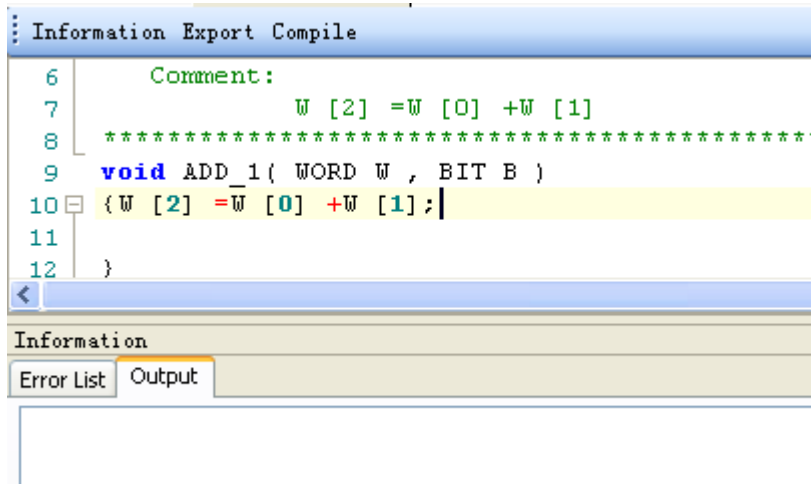 Information Export Compile
6 Comment:
7 W [2] =W [0] +W [1]
8 ********************************************
9 void ADD_1( WORD W , BIT B )
10 {W [2] =W [0] +W [1];
11
12 }
Information
Error List Output